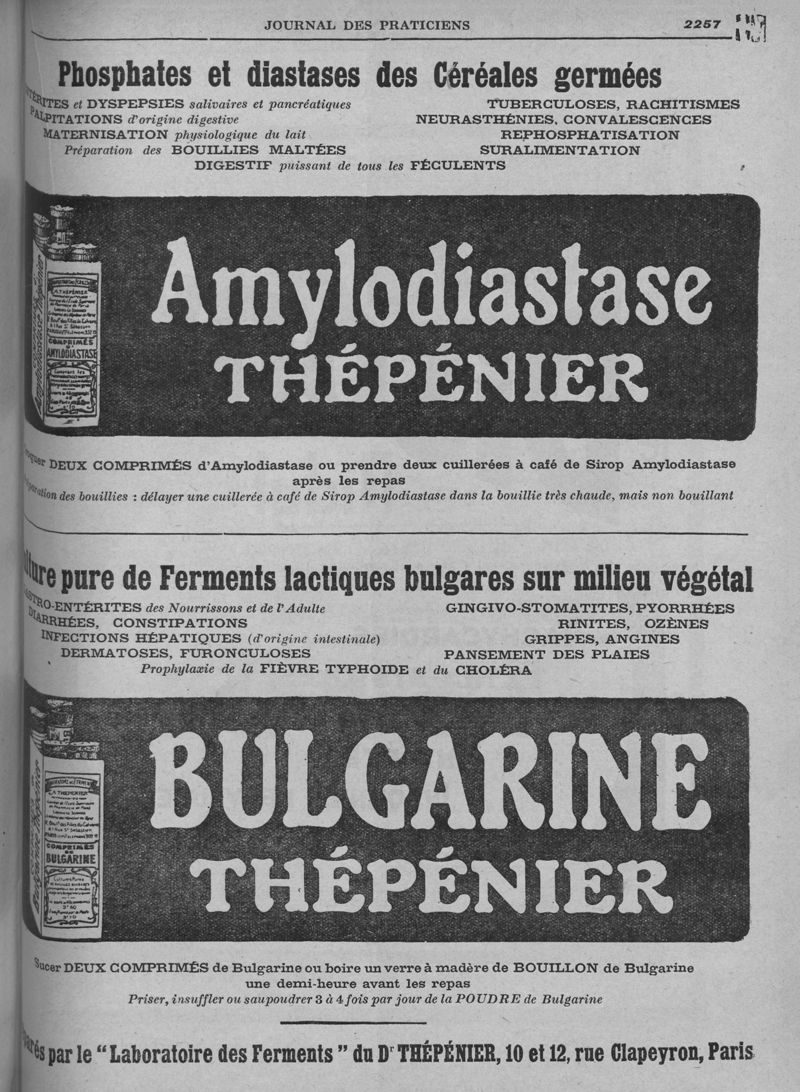 JOURNAL DES PRATICIENS 2257
Phosphates et diastases des Céréales germées
ENTÉRITES et DYSPEPSIES salivaires et pancréatiques
PALPITATIONS d'origine digestive
MATERNISATION physiologique du lait
Préparation des BOUILLIES MALTÉES
TUBERCULOSES, RACHITISMES
NEURASTHÉNIES, CONVALESCENCES
REPHOSPHATISATION
SURALIMENTATION
DIGESTIF puissant de tous les FÉCULENTS
Amylodiastase
THÉPÉNIER
COMPRIMÉS
AMYLODIASTASE
DEUX COMPRIMÉS d'Amylodiastase ou prendre deux cuillerées à café de Sirop Amylodiastase
après les repas
des bouillies : délayer une cuillerée à café de Sirop Amylodiastase dans la bouillie très chaude, mais non bouillant
pure de Ferments lactiques bulgares sur milieu végétal
GASTRO-ENTÉRITES des Nourrissons et de l'Adulte
DIARRHÉES, CONSTIPATIONS
INFECTIONS HÉPATIQUES (d'origine intestinale)
DERMATOSES, FURONCULOSES
GINGIVO-STOMATITES, PYORRHÉES
RINITES, OZÈNES
GRIPPES, ANGINES
PANSEMENT DES PLAIES
Prophylaxie de la FIÈVRE TYPHOIDE et du CHOLÉRA
BULGARINE
THÉPÉNIER
COMPRIMÉS
BULGARINE
Sucer DEUX COMPRIMÉS de Bulgarine ou boire un verre à madère de BOUILLON de Bulgarine
une demi-heure avant les repas
Priser, insuffler ou saupoudrer 3 à 4 fois par jour de la POUDRE de Bulgarine
par le "Laboratoire des Ferments" du Dr THÉPÉNIER, 10 et 12, rue Clapeyron, Paris